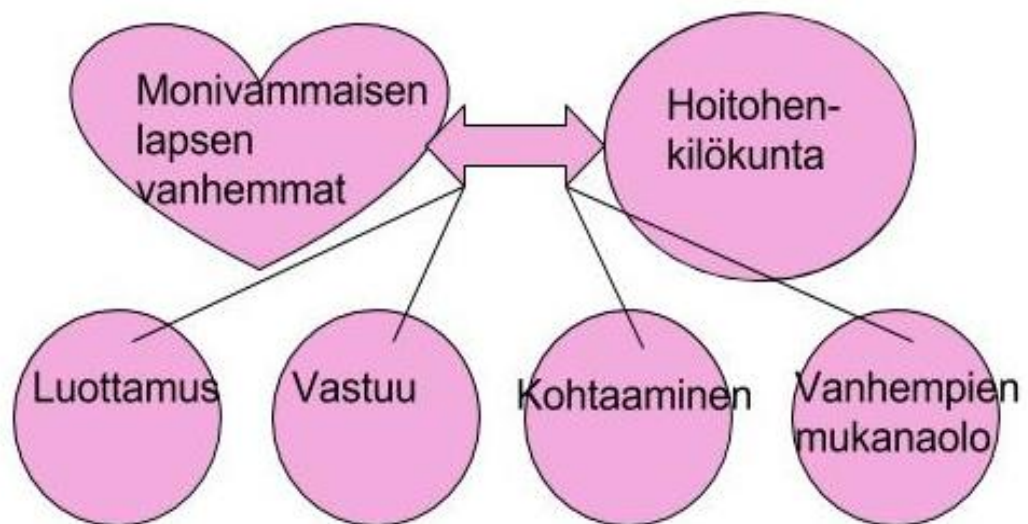 Monivammaisen
lapsen
vanhemmat
Hoitohen-
kilökunta
Luottamus
Vastuu
Kohtaaminen
Vanhempien
mukanaolo